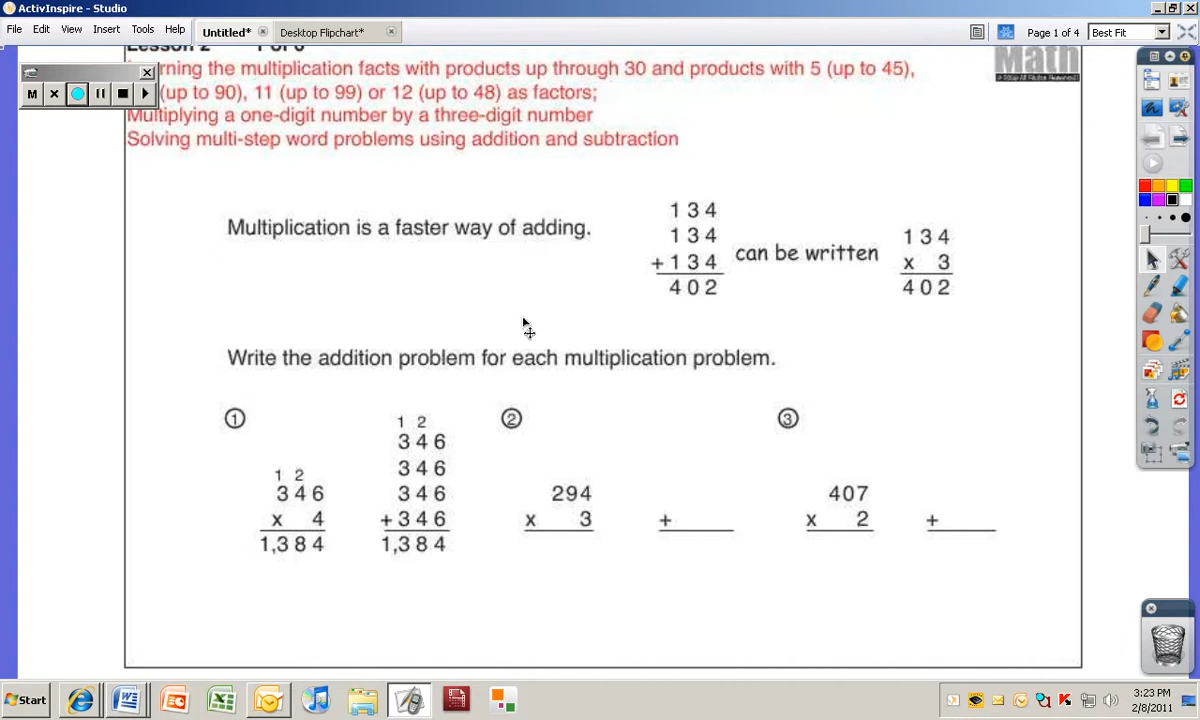 ActivInspire - Studio
File Edit View Insert Tools Help Untitled* Desktop Flipchart* Page 1 of 4 Best Fit
Lesson 2
Math
rning the multiplication facts with products up through 30 and products with 5 (up to 45),
M (up to 90), 11 (up to 99) or 12 (up to 48) as factors;
Multiplying a one-digit number by a three-digit number
Solving multi-step word problems using addition and subtraction
Multiplication is a faster way of adding.
134
134
+134
402
can be written
134
x 3
402
Write the addition problem for each multiplication problem.
1
1 2
346
x 4
1,384
1 2
346
346
346
+346
1,384
2
294
x 3
+
3
407
x 2
+
Start
3:23 PM
2/8/2011